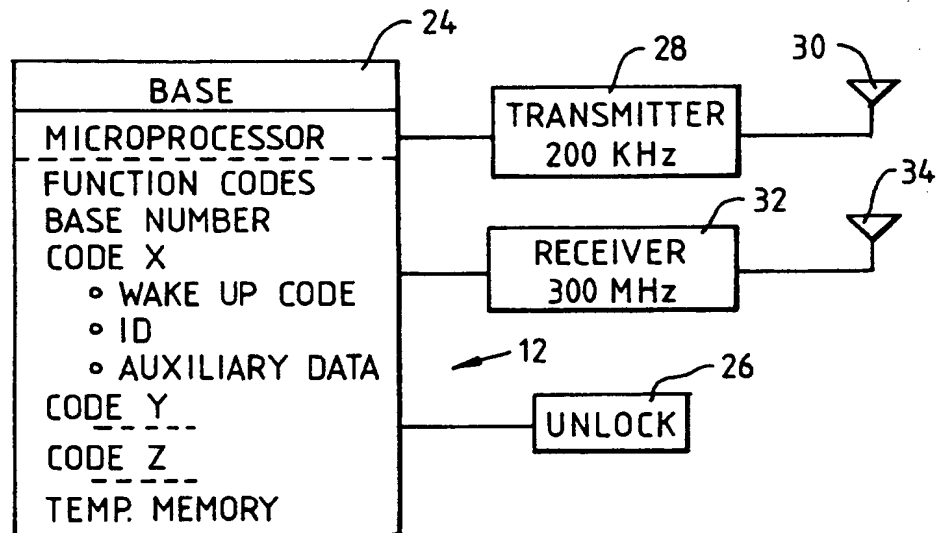 24
BASE
MICROPROCESSOR
FUNCTION CODES
BASE NUMBER
CODE X
∘ WAKE UP CODE
∘ ID
∘ AUXILIARY DATA
CODE Y
CODE Z
TEMP. MEMORY
28
TRANSMITTER
200 KHz
30
32
RECEIVER
300 MHz
34
12
26
UNLOCK